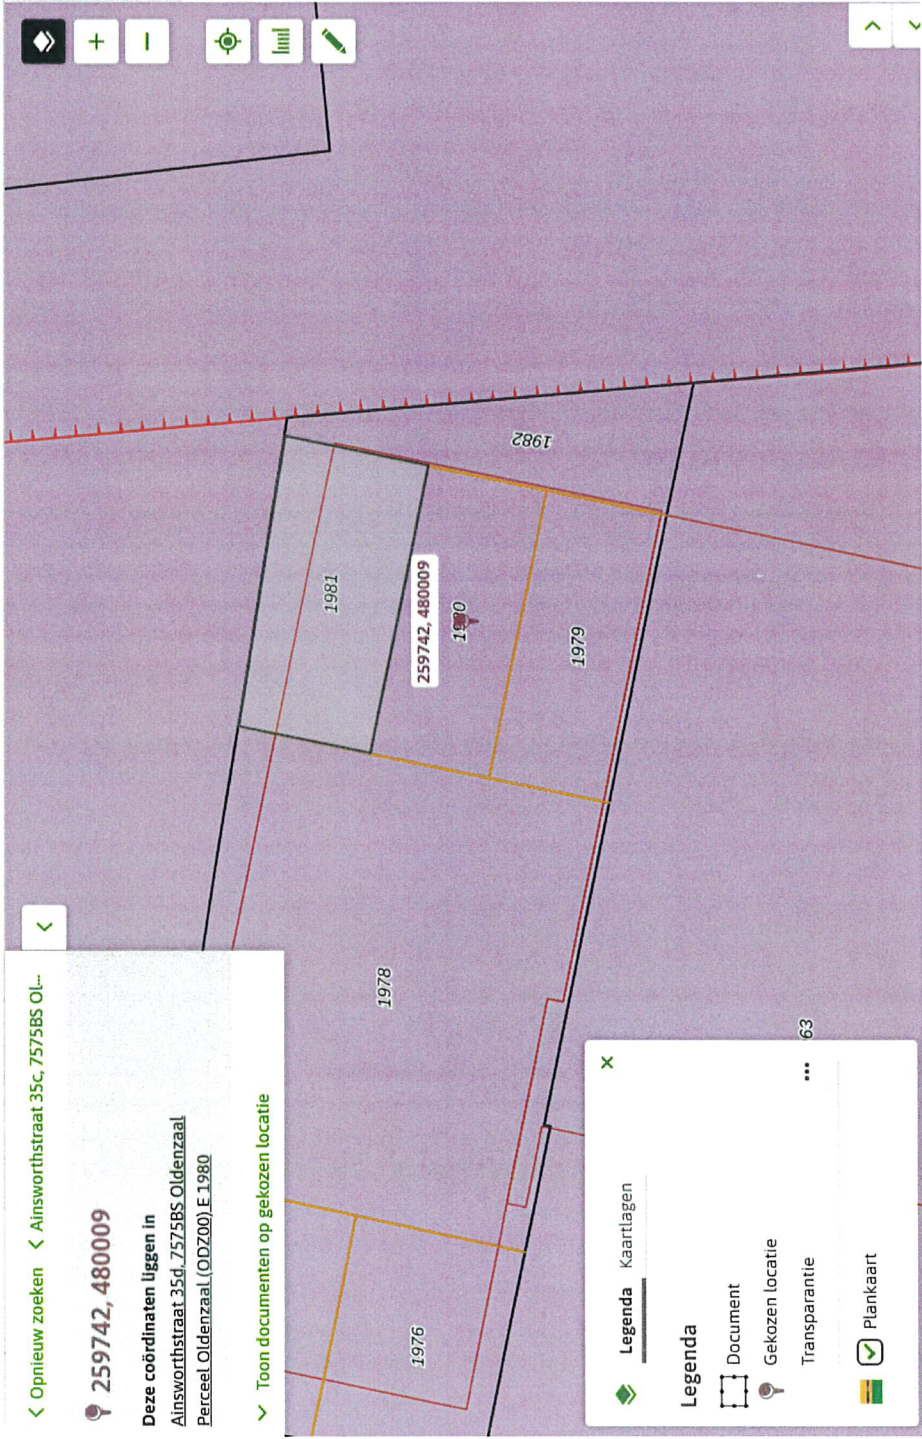 Opnieuw zoeken
Ainsworthstraat 35c, 7575BS Ol...
259742, 480009
Deze coördinaten liggen in
Ainsworthstraat 35d, 7575BS Oldenzaal
Perceel Oldenzaal (ODZ00) E 1980
Toon documenten op gekozen locatie
1981
1982
259742, 480009
1980
1979
1978
1976
63
Legenda Kaartlagen
Legenda
Document
Gekozen locatie
Transparantie
Plankaart